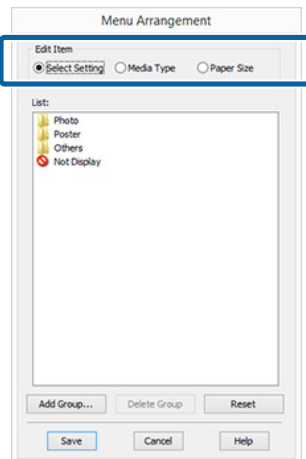 Menu Arrangement
Edit Item
Select Setting Media Type Paper Size
List:
Photo
Poster
Others
Not Display
Add Group... Delete Group Reset
Save Cancel Help